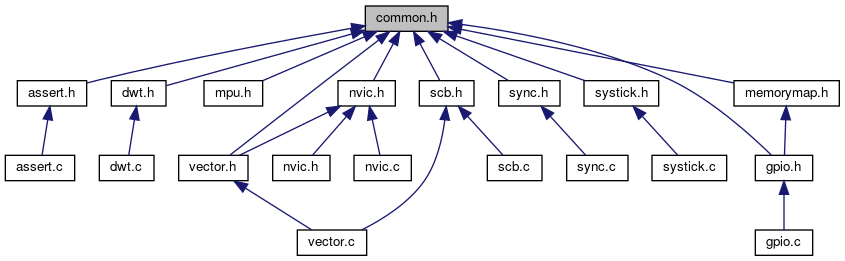 common.h
assert.h
dwt.h
mpu.h
nvic.h
scb.h
sync.h
systick.h
memorymap.h
assert.c
dwt.c
vector.h
nvic.h
nvic.c
scb.c
sync.c
systick.c
gpio.h
vector.c
gpio.c